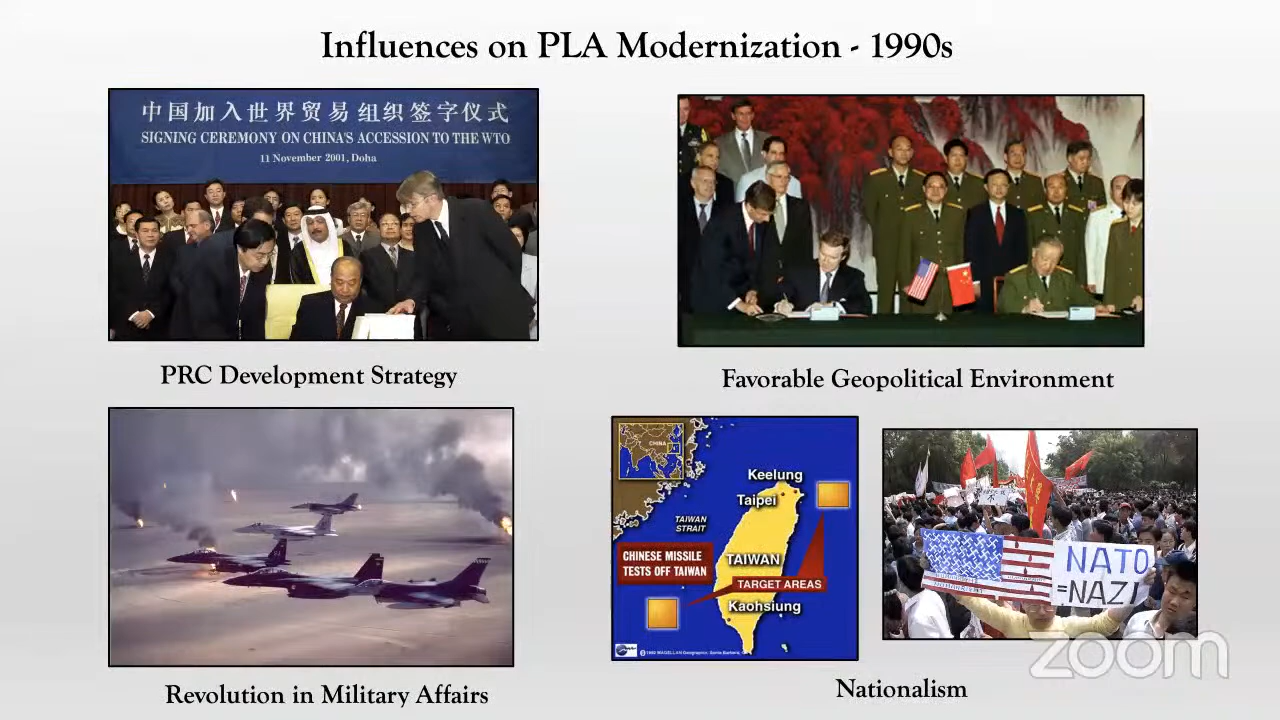 Influences on PLA Modernization - 1990s
中国加入世界贸易组织签字仪式
SIGNING CEREMONY ON CHINA'S ACCESSION TO THE WTO
11 November 2001, Doha
PRC Development Strategy
Favorable Geopolitical Environment
CHINA
Keelung
Taipei
TAIWAN
STRAIT
CHINESE MISSILE
TESTS OFF TAIWAN
TAIWAN
TARGET AREAS
Kaohsiung
NATO
=NAZI
zoom
Revolution in Military Affairs
Nationalism